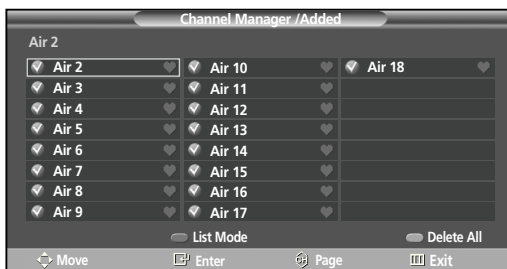 Channel Manager /Added
Air 2
Air 2 Air 10 Air 18
Air 3 Air 11
Air 4 Air 12
Air 5 Air 13
Air 6 Air 14
Air 7 Air 15
Air 8 Air 16
Air 9 Air 17
List Mode Delete All
Move Enter Page Exit